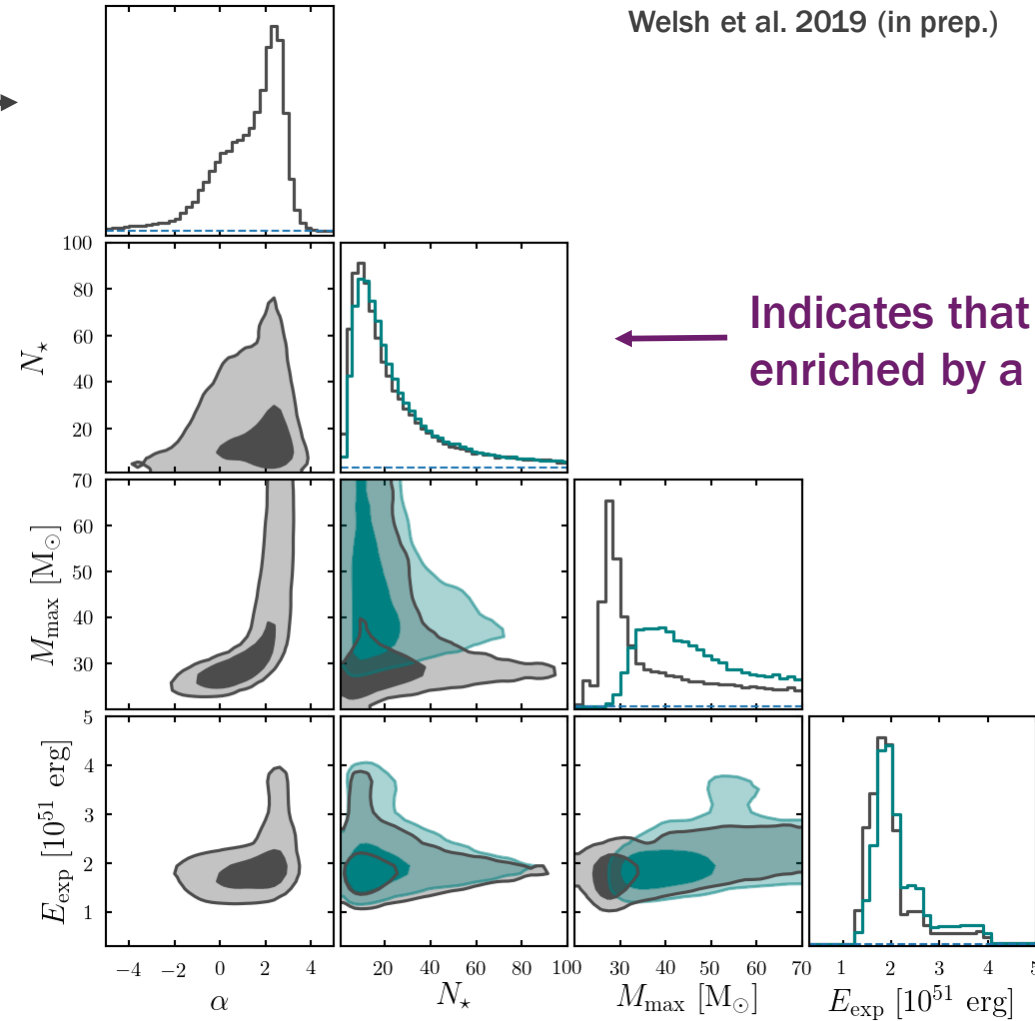 Welsh et al. 2019 (in prep.)
100
80
60
40
20
N⋆
Indicates that
enriched by a
70
60
50
40
30
M_max [M⊙]
5
4
3
2
1
E_exp [10^51 erg]
−4 −2 0 2 4
α
20 40 60 80 100
N⋆
30 40 50 60 70
M_max [M⊙]
1 2 3 4 5
E_exp [10^51 erg]